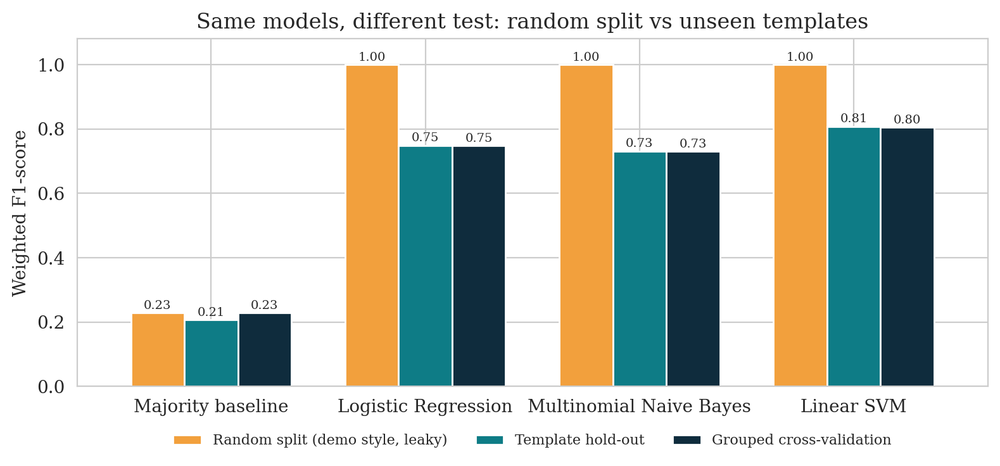 Same models, different test: random split vs unseen templates
Weighted F1-score
1.0
0.8
0.6
0.4
0.2
0.0
0.23
0.21
0.23
1.00
0.75
0.75
1.00
0.73
0.73
1.00
0.81
0.80
Majority baseline
Logistic Regression
Multinomial Naive Bayes
Linear SVM
Random split (demo style, leaky)
Template hold-out
Grouped cross-validation